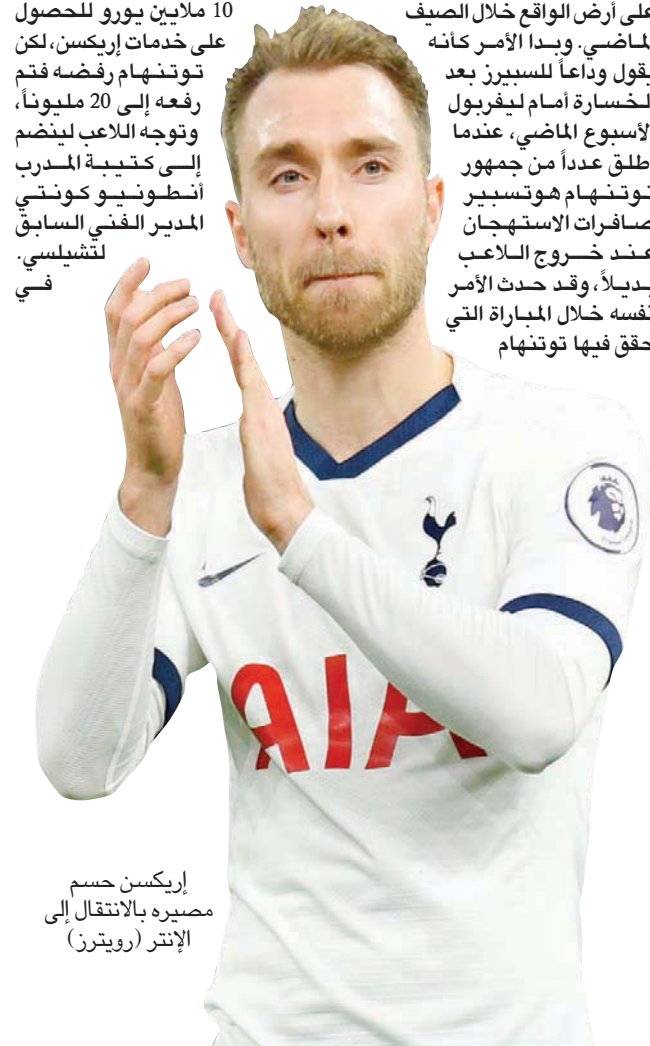 على أرض الواقع خلال الصيف
الماضي. وبدا الأمر كأنه
يقول وداعاً للسبيرز بعد
الخسارة أمام ليفربول
الأسبوع الماضي، عندما
أطلق عدداً من جمهور
توتنهام هوتسبير
صافرات الاستهجان
عند خروج اللاعب
بديلاً، وقد حدث الأمر
نفسه خلال المباراة التي
حقق فيها توتنهام
10 ملايين يورو للحصول
على خدمات إريكسن، لكن
توتنهام رفضه فتم
رفعه إلى 20 مليوناً،
وتوجه اللاعب لينضم
إلى كتيبة المدرب
أنطونيو كونتي
المدير الفني السابق
لتشيلسي.
في
AIA
إريكسن حسم
مصيره بالانتقال إلى
الإنتر (رويترز)